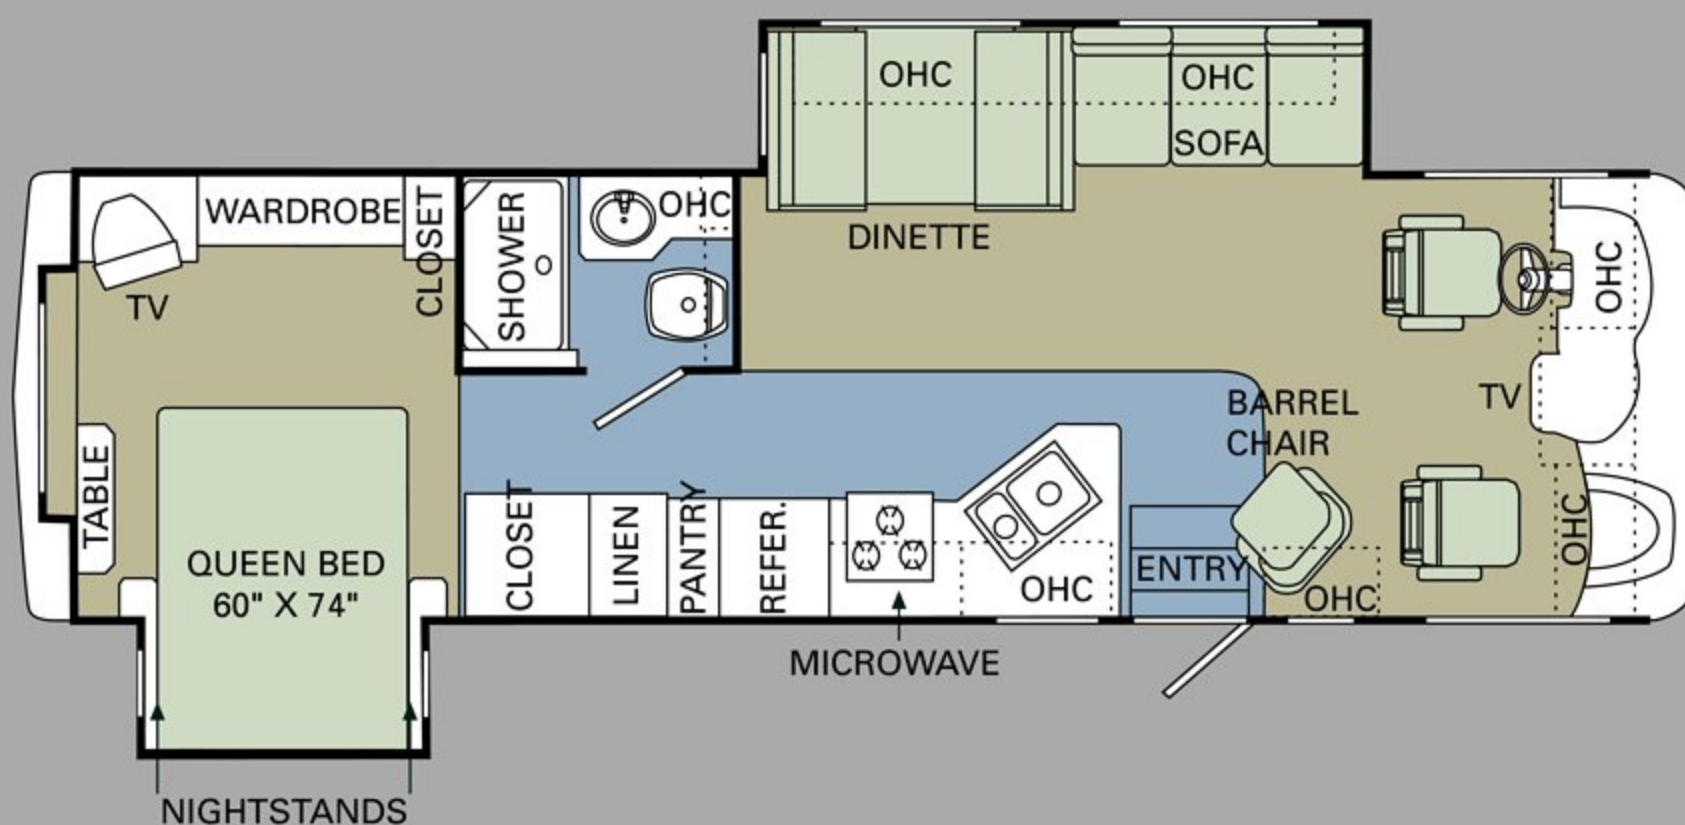 OHC
OHC
SOFA
WARDROBE
CLOSET
SHOWER
OHC
DINETTE
OHC
TV
TV
BARREL
CHAIR
TABLE
QUEEN BED
60" X 74"
CLOSET
LINEN
PANTRY
REFER.
OHC
ENTRY
OHC
OHC
MICROWAVE
NIGHTSTANDS